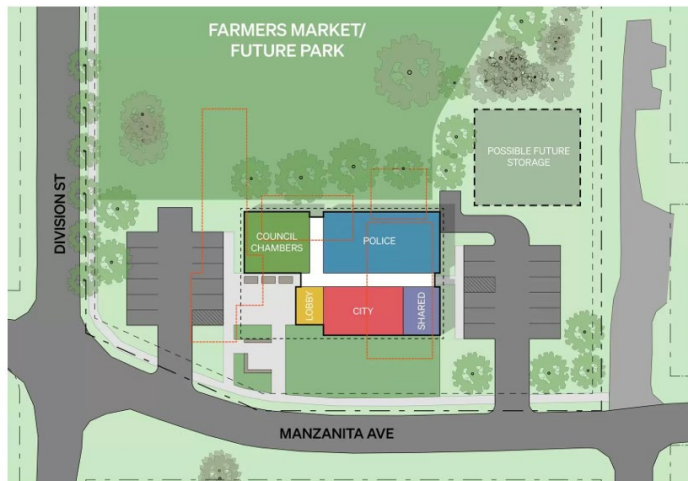 FARMERS MARKET/
FUTURE PARK
POSSIBLE FUTURE
STORAGE
DIVISION ST
COUNCIL
CHAMBERS
POLICE
LOBBY
CITY
SHARED
MANZANITA AVE